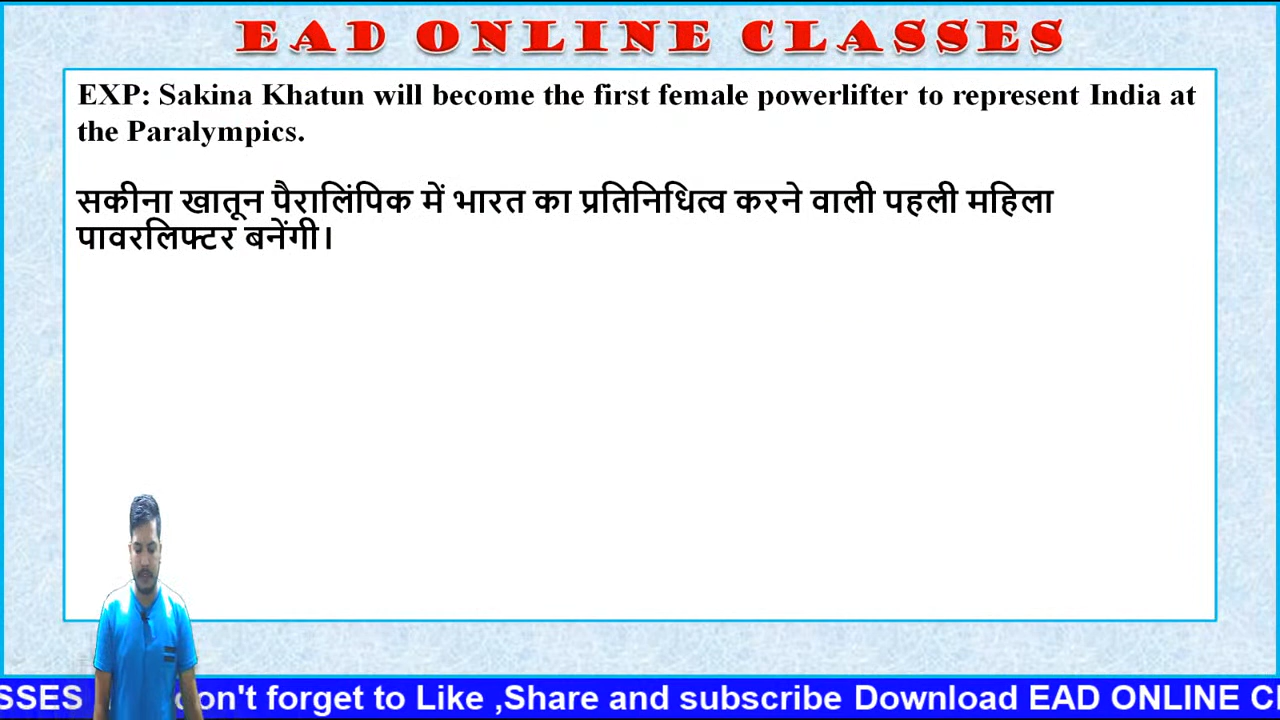 EAD ONLINE CLASSES
EXP: Sakina Khatun will become the first female powerlifter to represent India at
the Paralympics.
सकीना खातून पैरालिंपिक में भारत का प्रतिनिधित्व करने वाली पहली महिला
पावरलिफ्टर बनेंगी।
SSES don't forget to Like ,Share and subscribe Download EAD ONLINE C